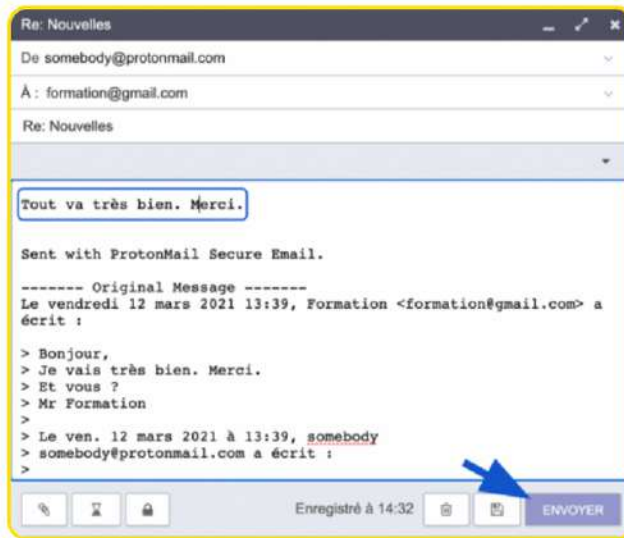 Re: Nouvelles
De somebody@protonmail.com
À : formation@gmail.com
Re: Nouvelles
Tout va très bien. Merci.
Sent with ProtonMail Secure Email.
------- Original Message -------
Le vendredi 12 mars 2021 13:39, Formation <formation@gmail.com> a
écrit :
> Bonjour,
> Je vais très bien. Merci.
> Et vous ?
> Mr Formation
>
> Le ven. 12 mars 2021 à 13:39, somebody
> somebody@protonmail.com a écrit :
>
Enregistré à 14:32 ENVOYER